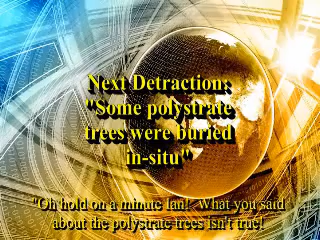 Next Detraction:
"Some polystrate
trees were buried
in-situ"
"Oh hold on a minute Ian!  What you said
about the polystrate trees isn't true!